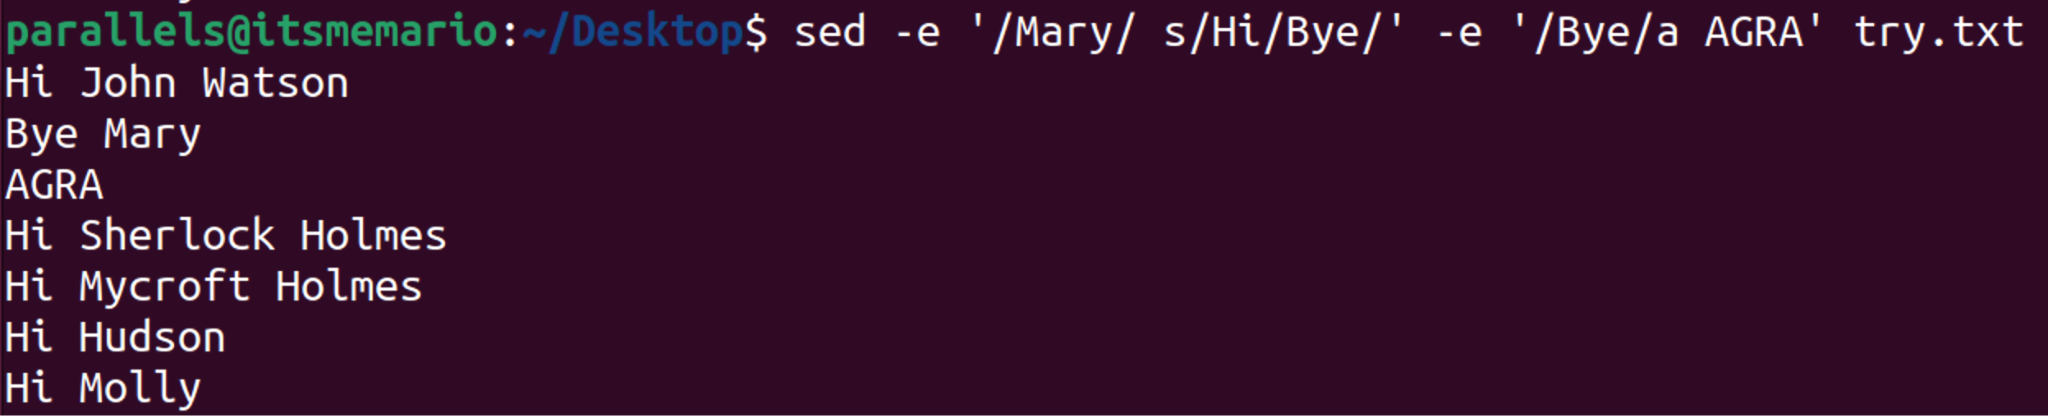 parallels@itsmemario:~/Desktop$ sed -e '/Mary/ s/Hi/Bye/' -e '/Bye/a AGRA' try.txt
Hi John Watson
Bye Mary
AGRA
Hi Sherlock Holmes
Hi Mycroft Holmes
Hi Hudson
Hi Molly